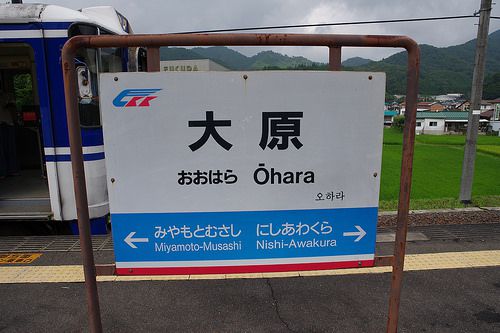 大原
おおはら Ōhara
오하라
みやもとむさし にしあわくら
← Miyamoto-Musashi Nishi-Awakura →